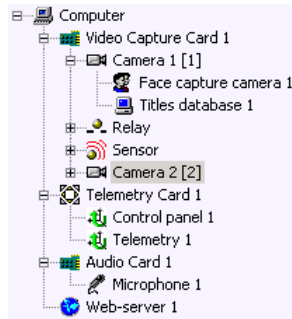 Computer
Video Capture Card 1
Camera 1 [1]
Face capture camera 1
Titles database 1
Relay
Sensor
Camera 2 [2]
Telemetry Card 1
Control panel 1
Telemetry 1
Audio Card 1
Microphone 1
Web-server 1